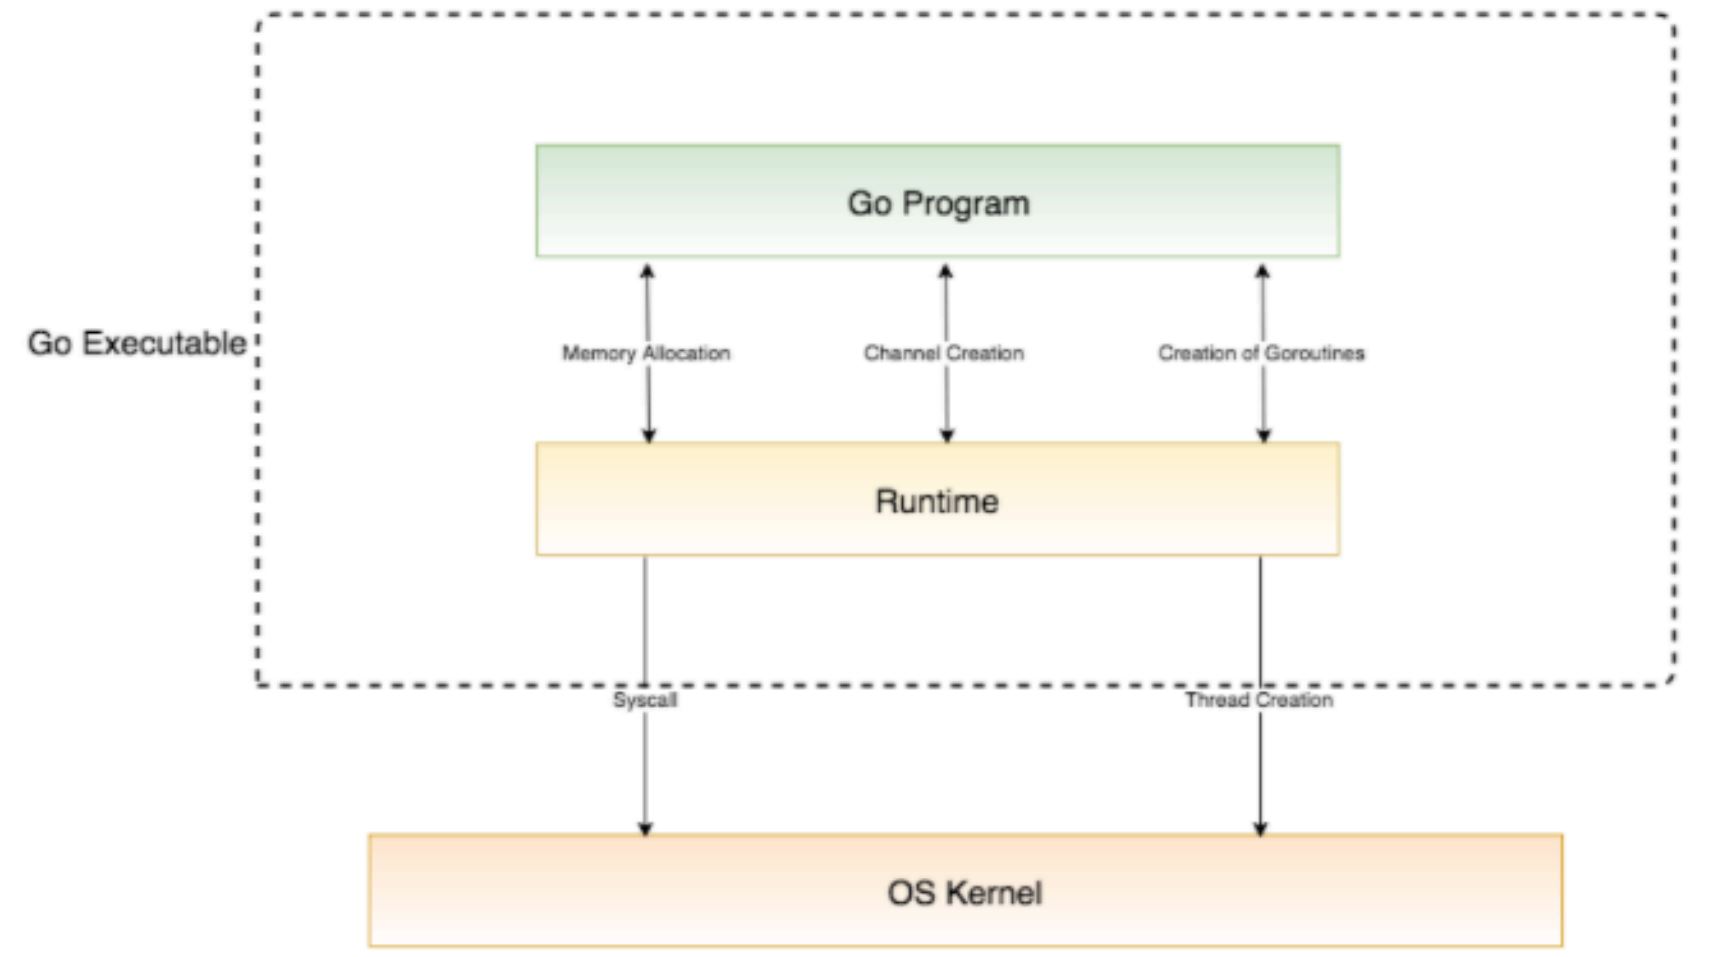 Go Program
Go Executable
Memory Allocation
Channel Creation
Creation of Goroutines
Runtime
Syscall
Thread Creation
OS Kernel